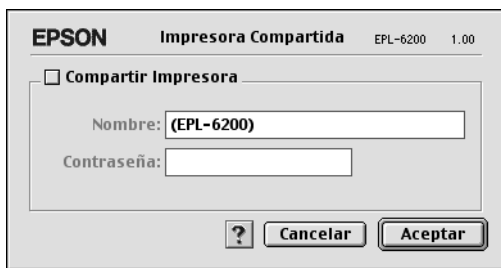 EPSON Impresora Compartida EPL-6200 1.00
Compartir Impresora
Nombre: (EPL-6200)
Contraseña:
? Cancelar Aceptar